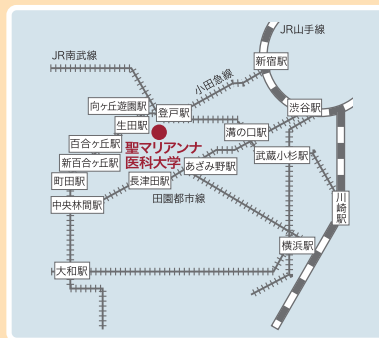 JR山手線
JR南武線
新宿駅
小田急線
向ヶ丘遊園駅
登戸駅
渋谷駅
生田駅
溝の口駅
百合ヶ丘駅
聖マリアンナ
医科大学
武蔵小杉駅
新百合ヶ丘駅
あざみ野駅
町田駅
長津田駅
川崎駅
中央林間駅
田園都市線
横浜駅
大和駅